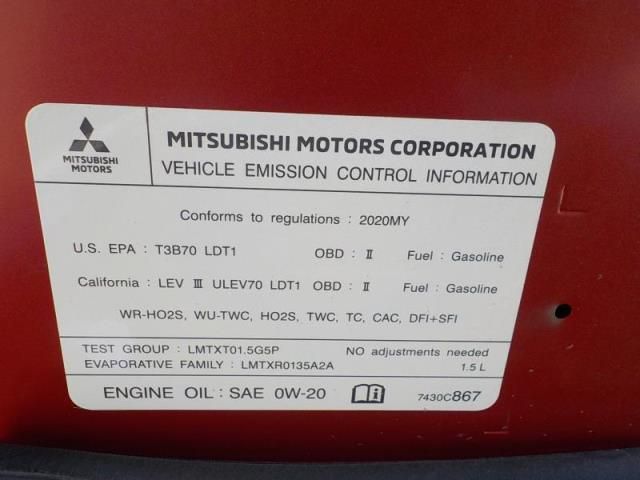 MITSUBISHI
MOTORS
MITSUBISHI MOTORS CORPORATION
VEHICLE EMISSION CONTROL INFORMATION
Conforms to regulations : 2020MY
U.S. EPA : T3B70 LDT1 OBD : II Fuel : Gasoline
California : LEV III ULEV70 LDT1 OBD : II Fuel : Gasoline
WR-HO2S, WU-TWC, HO2S, TWC, TC, CAC, DFI+SFI
TEST GROUP : LMTXT01.5G5P NO adjustments needed
EVAPORATIVE FAMILY : LMTXR0135A2A 1.5 L
ENGINE OIL : SAE 0W-20 7430C867